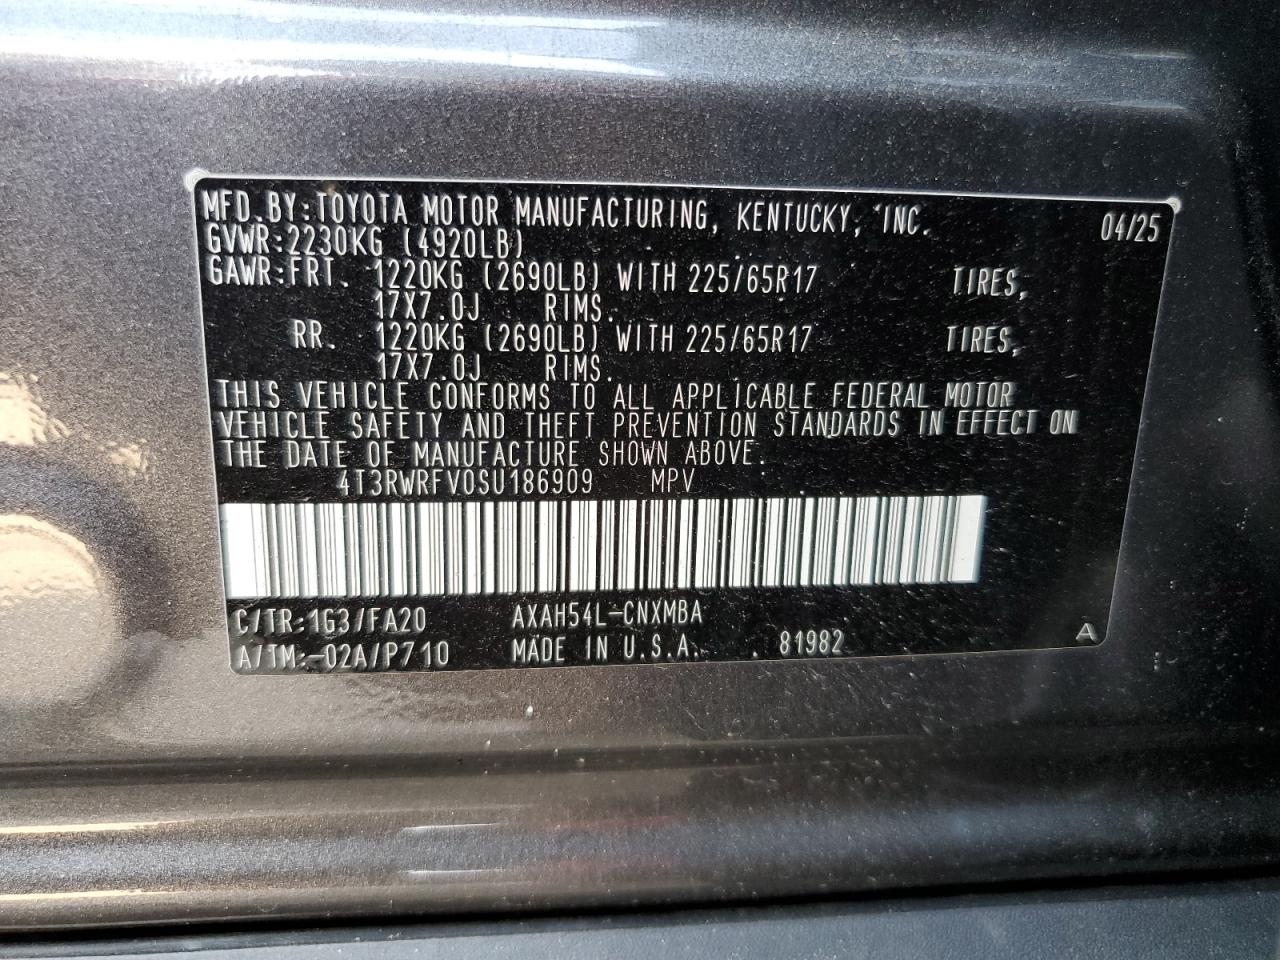 MFD.BY:TOYOTA MOTOR MANUFACTURING, KENTUCKY, INC. 04/25
GVWR:2230KG (4920LB)
GAWR:FRT. 1220KG (2690LB) WITH 225/65R17 TIRES,
17X7.0J RIMS.
RR. 1220KG (2690LB) WITH 225/65R17 TIRES,
17X7.0J RIMS.
THIS VEHICLE CONFORMS TO ALL APPLICABLE FEDERAL MOTOR
VEHICLE SAFETY AND THEFT PREVENTION STANDARDS IN EFFECT ON
THE DATE OF MANUFACTURE SHOWN ABOVE.
4T3RWRFV0SU186909 MPV
C/TR:1G3/FA20 AXAH54L-CNXMBA
A/TM:-02A/P710 MADE IN U.S.A. 81982 A